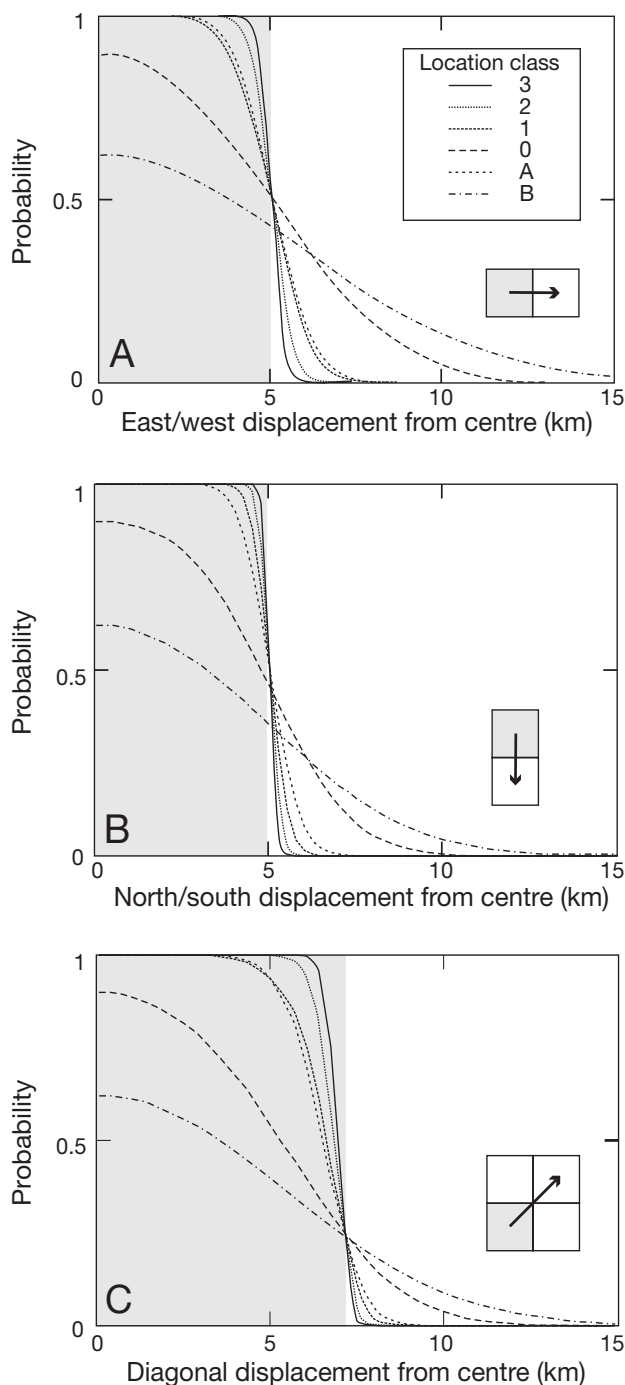 1
Probability
0.5
0
Location class
3
2
1
0
A
B
A
0
5
10
15
East/west displacement from centre (km)
1
Probability
0.5
0
B
0
5
10
15
North/south displacement from centre (km)
1
Probability
0.5
0
C
0
5
10
15
Diagonal displacement from centre (km)